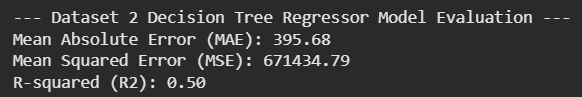 --- Dataset 2 Decision Tree Regressor Model Evaluation ---
Mean Absolute Error (MAE): 395.68
Mean Squared Error (MSE): 671434.79
R-squared (R2): 0.50